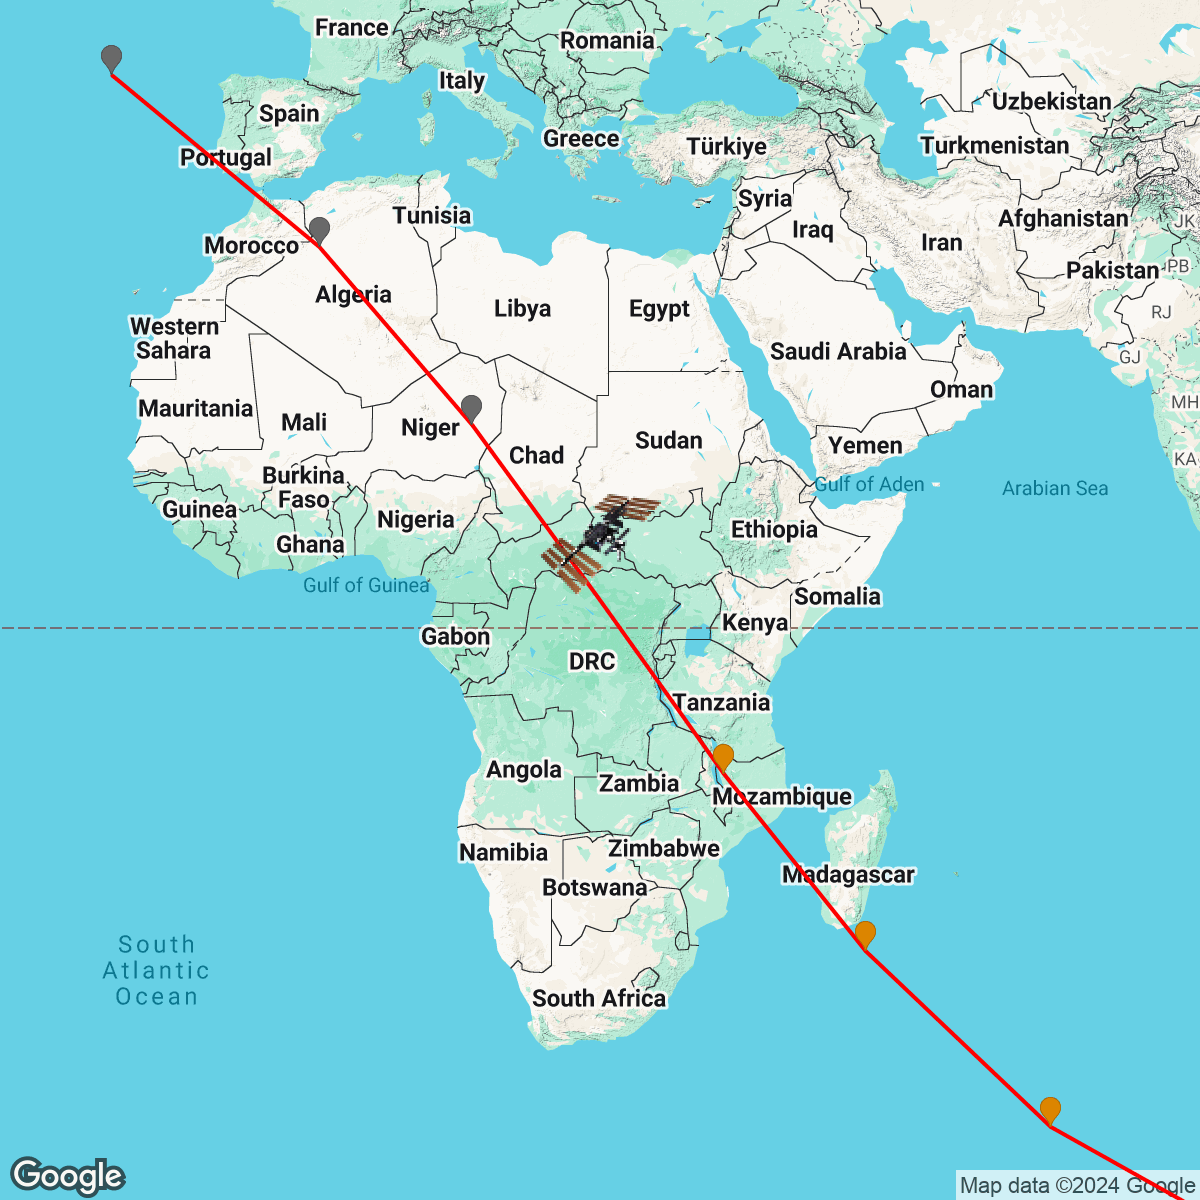 France
Romania
Italy
Uzbekistan
Spain
Greece
Türkiye
Turkmenistan
Portugal
Syria
Afghanistan
JK
Tunisia
Iraq
Iran
Morocco
Pakistan
PB
Algeria
Libya
Egypt
RJ
Western
Sahara
Saudi Arabia
GJ
Oman
Mauritania
Mali
Niger
MH
Sudan
Yemen
Chad
KA
Burkina
Faso
Gulf of Aden
Arabian Sea
Guinea
Nigeria
Ethiopia
Ghana
Gulf of Guinea
Somalia
Kenya
Gabon
DRC
Tanzania
Angola
Zambia
Mozambique
Namibia
Zimbabwe
Madagascar
Botswana
South
Atlantic
Ocean
South Africa
Google
Map data ©2024 Google